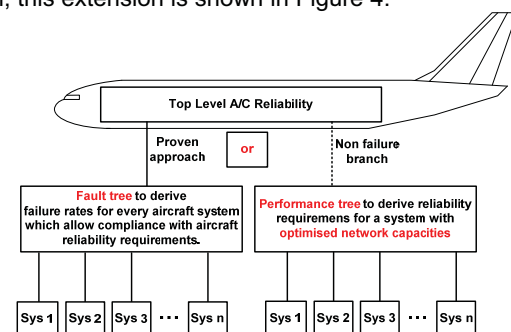 , this extension is shown in Figure 4.
Top Level A/C Reliability
Proven
approach
or
Non failure
branch
Fault tree to derive
failure rates for every aircraft system
which allow compliance with aircraft
reliability requirements.
Performance tree to derive reliability
requiremens for a system with
optimised network capacities
Sys 1 Sys 2 Sys 3 ... Sys n
Sys 1 Sys 2 Sys 3 ... Sys n